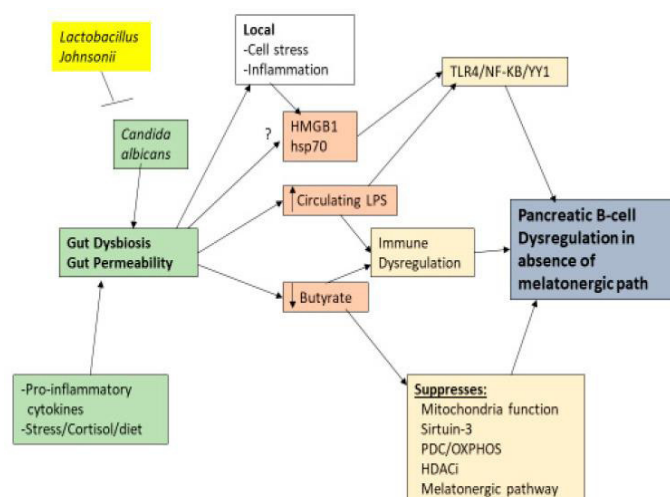 Lactobacillus
Johnsonii
Local
-Cell stress
-Inflammation
TLR4/NF-KB/YY1
?
HMGB1
hsp70
Candida
albicans
Circulating LPS
Gut Dysbiosis
Gut Permeability
Immune
Dysregulation
Pancreatic B-cell
Dysregulation in
absence of
melatonergic path
Butyrate
-Pro-inflammatory
cytokines
-Stress/Cortisol/diet
Suppresses:
Mitochondria function
Sirtuin-3
PDC/OXPHOS
HDACi
Melatonergic pathway